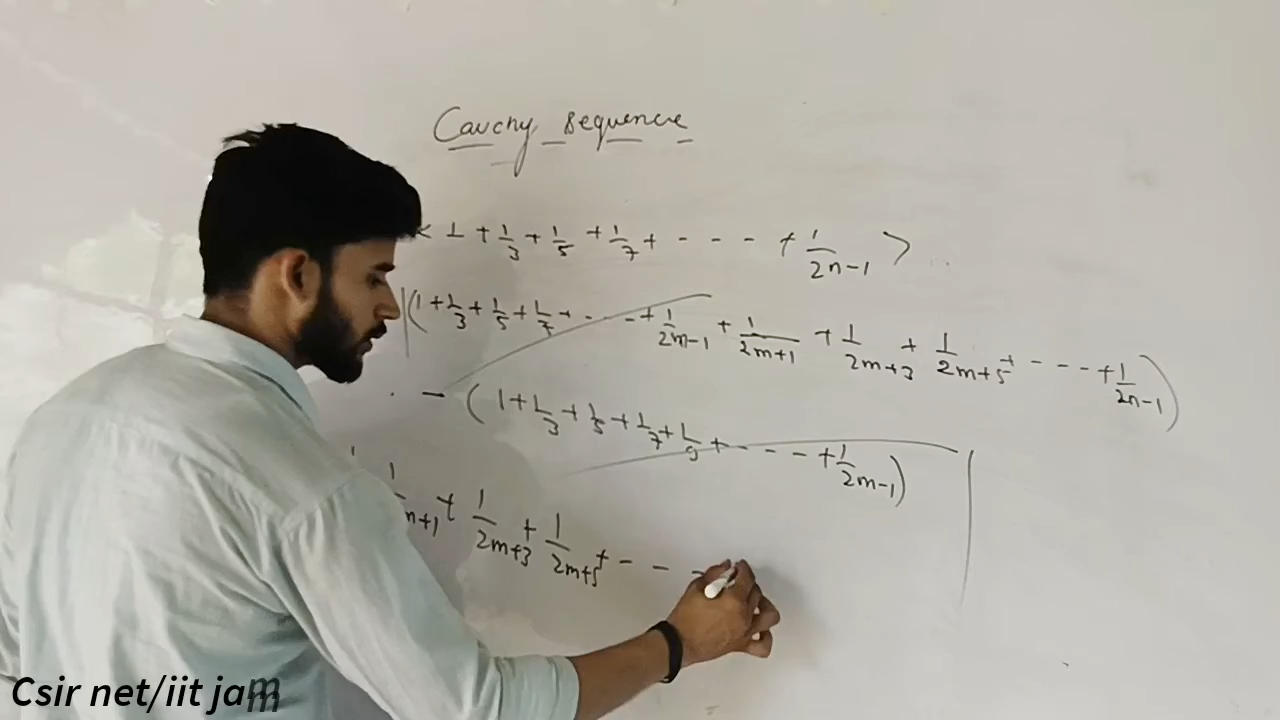 Cauchy sequence
< 1 + 1/3 + 1/5 + 1/7 + - - - + 1/2n-1 >
|(1 + 1/3 + 1/5 + 1/7 + - - - + 1/2m-1 + 1/2m+1 + 1/2m+3 + 1/2m+5 + - - - + 1/2n-1)
- (1 + 1/3 + 1/5 + 1/7 + 1/9 + - - - + 1/2m-1)|
1/m+1 + 1/2m+3 + 1/2m+5 + - - -
Csir net/iit jam